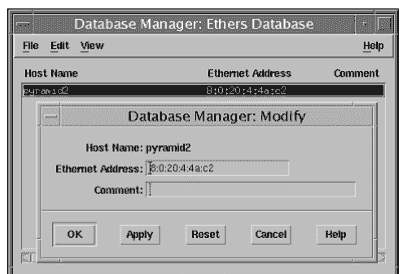 Database Manager: Ethers Database
File Edit View Help
Host Name Ethernet Address Comment
pyramid2 8:0:20:4:4a:c2
Database Manager: Modify
Host Name: pyramid2
Ethernet Address: 8:0:20:4:4a:c2
Comment:
OK Apply Reset Cancel Help